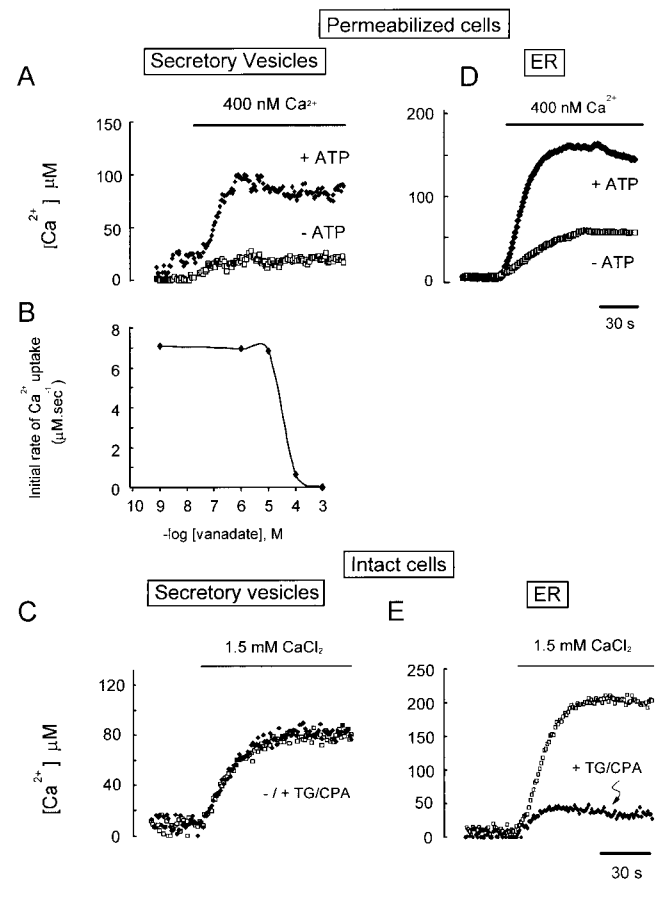 Permeabilized cells
A
Secretory Vesicles
400 nM Ca²⁺
150
100
50
0
[Ca²⁺] µM
+ ATP
- ATP
D
ER
400 nM Ca²⁺
200
100
0
+ ATP
- ATP
30 s
B
8
6
4
2
0
Initial rate of Ca²⁺ uptake
(µM.sec⁻¹)
10 9 8 7 6 5 4 3
-log [vanadate], M
Intact cells
C
Secretory vesicles
1.5 mM CaCl₂
120
80
40
0
[Ca²⁺] µM
- / + TG/CPA
E
ER
1.5 mM CaCl₂
250
200
150
100
50
0
+ TG/CPA
30 s